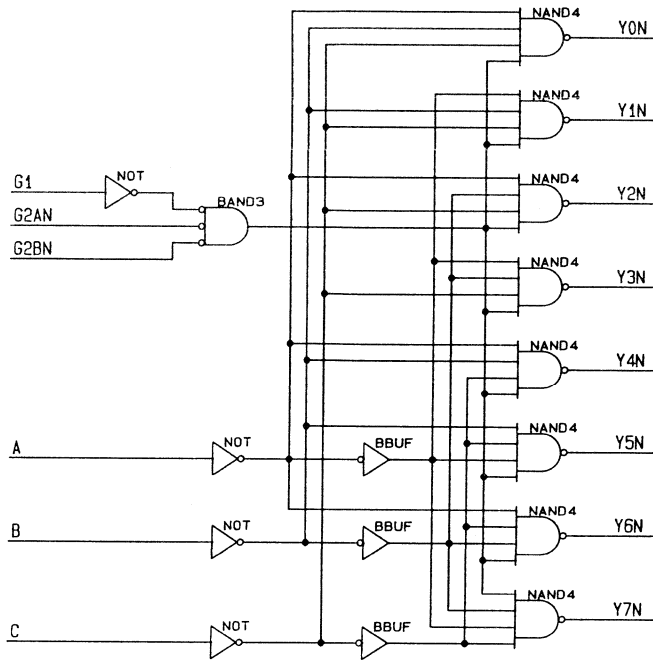 NAND4
Y0N
NAND4
Y1N
NOT
G1
NAND4
BAND3
Y2N
G2AN
G2BN
NAND4
Y3N
NAND4
Y4N
NAND4
NOT
BBUF
A
Y5N
NAND4
NOT
BBUF
B
Y6N
NAND4
NOT
BBUF
C
Y7N